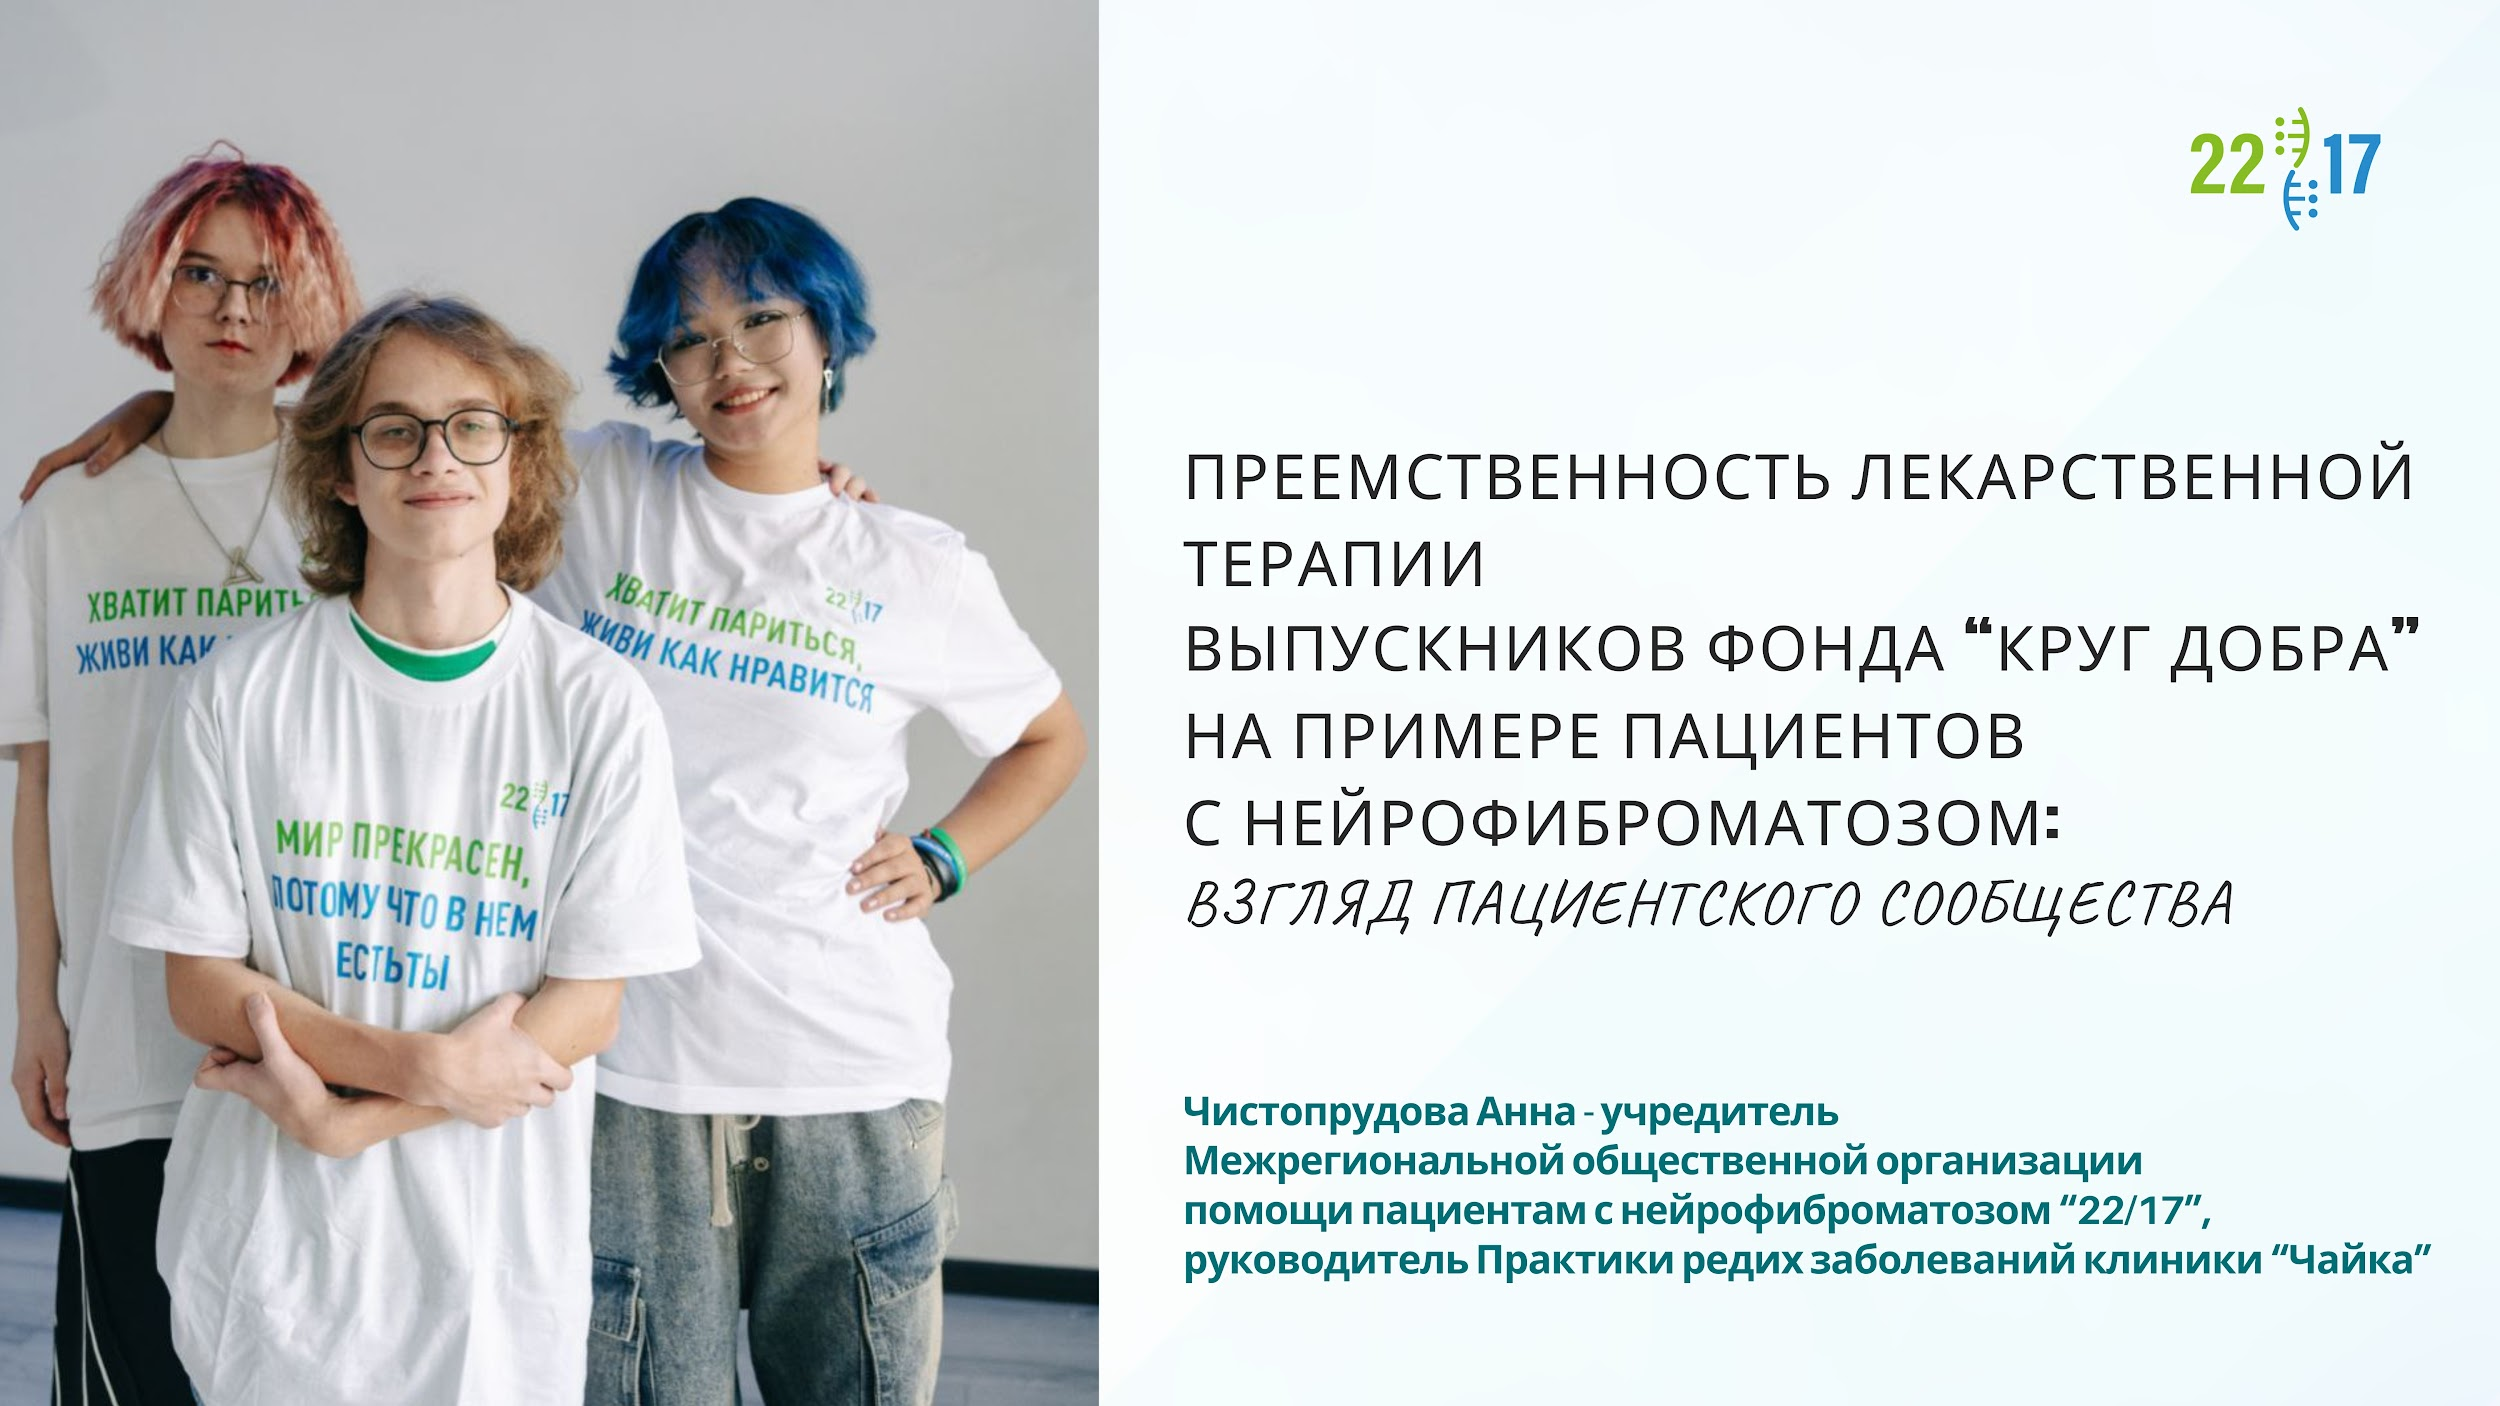 22 17
ПРЕЕМСТВЕННОСТЬ ЛЕКАРСТВЕННОЙ
ТЕРАПИИ
ВЫПУСКНИКОВ ФОНДА “КРУГ ДОБРА”
НА ПРИМЕРЕ ПАЦИЕНТОВ
С НЕЙРОФИБРОМАТОЗОМ:
ВЗГЛЯД ПАЦИЕНТСКОГО СООБЩЕСТВА
Чистопрудова Анна - учредитель
Межрегиональной общественной организации
помощи пациентам с нейрофиброматозом “22/17”,
руководитель Практики редих заболеваний клиники “Чайка”
ХВАТИТ ПАРИТЬ
ЖИВИ КАК
22 17
МИР ПРЕКРАСЕН,
ПОТОМУ ЧТО В НЕМ
ЕСТЬ ТЫ
22 17
ХВАТИТ ПАРИТЬСЯ,
ЖИВИ КАК НРАВИТСЯ